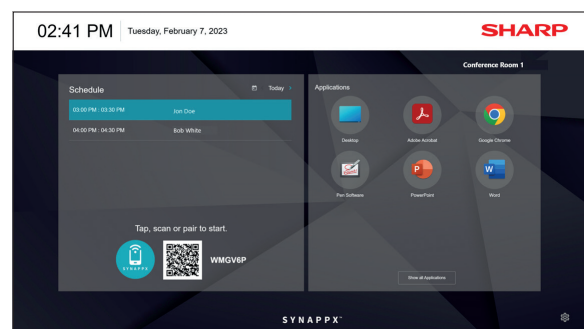 02:41 PM
Tuesday, February 7, 2023
SHARP
Conference Room 1
Schedule
Today
03:00 PM : 03:30 PM Jon Doe
04:00 PM : 04:30 PM Bob White
Tap, scan or pair to start.
SYNAPPX
WMGV6P
Applications
Desktop
Adobe Acrobat
Google Chrome
Pen Software
PowerPoint
Word
Show all Applications
SYNAPPX™